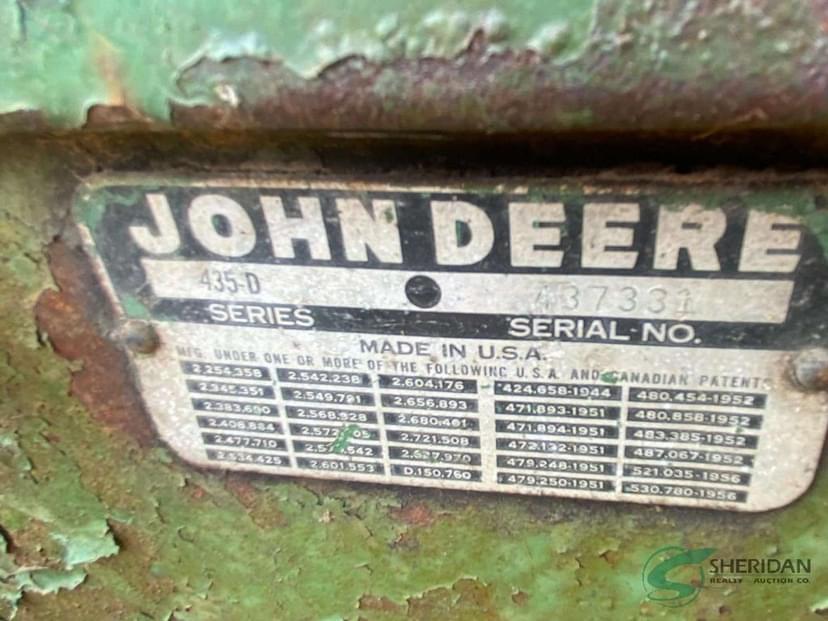 JOHN DEERE
435-D 437331
SERIES SERIAL NO.
MADE IN U.S.A.
MFG. UNDER ONE OR MORE OF THE FOLLOWING U.S.A. AND CANADIAN PATENTS
2.254.358 2.542.238 2.604.176 424.658-1944 480.454-1952
2.345.351 2.549.791 2.656.893 471.893-1951 480.858-1952
2.383.690 2.568.928 2.680.401 471.894-1951 483.385-1952
2.406.884 2.721.508 472.132-1951 487.067-1952
2.477.710 2.827.970 479.248-1951 521.035-1956
2.534.425 2.601.553 D.150.760 479.250-1951 530.780-1956
SHERIDAN
REALTY AUCTION CO.